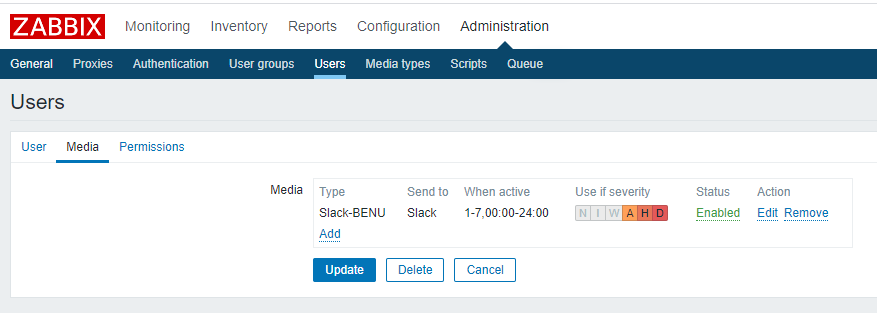 ZABBIX Monitoring Inventory Reports Configuration Administration
General Proxies Authentication User groups Users Media types Scripts Queue
Users
User Media Permissions
Media Type Send to When active Use if severity Status Action
Slack-BENU Slack 1-7,00:00-24:00 N I W A H D Enabled Edit Remove
Add
Update Delete Cancel